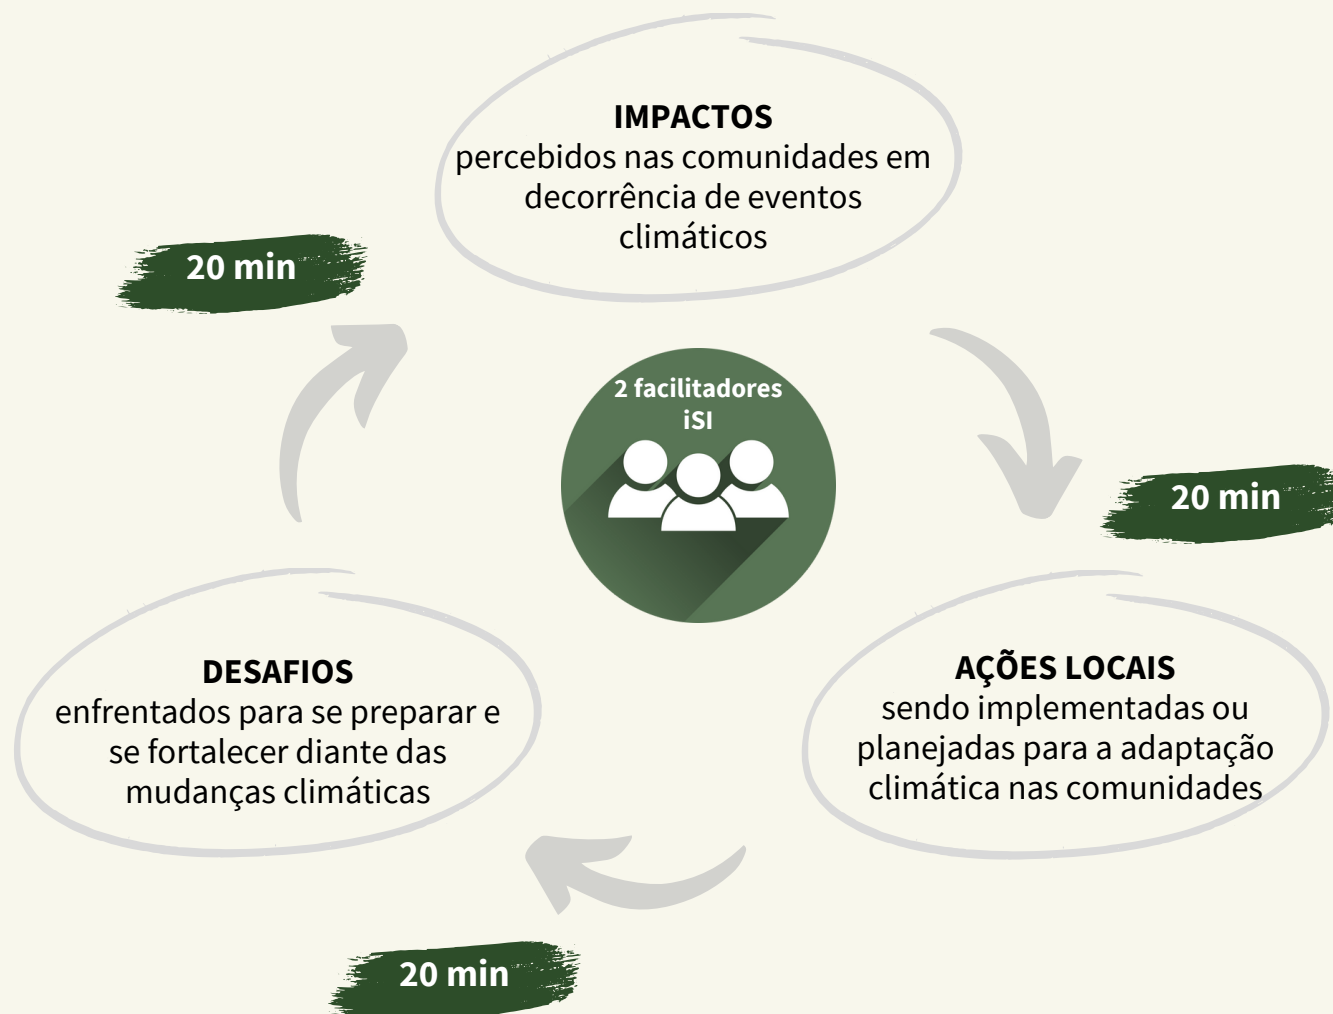 IMPACTOS
percebidos nas comunidades em
decorrência de eventos
climáticos
20 min
2 facilitadores
iSI
20 min
DESAFIOS
enfrentados para se preparar e
se fortalecer diante das
mudanças climáticas
AÇÕES LOCAIS
sendo implementadas ou
planejadas para a adaptação
climática nas comunidades
20 min